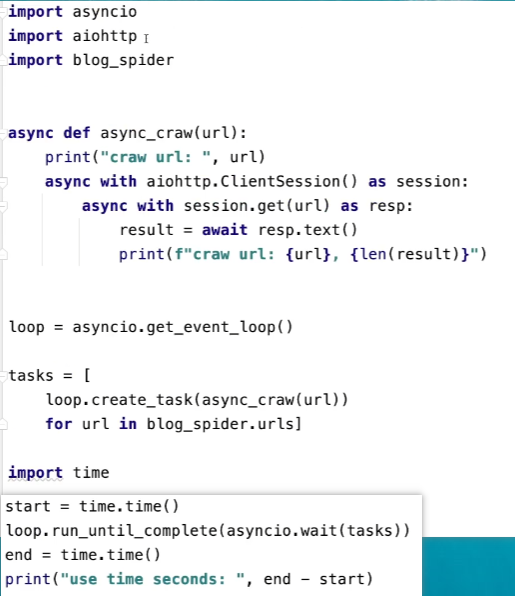 import asyncio
import aiohttp
import blog_spider
async def async_craw(url):
    print("craw url: ", url)
    async with aiohttp.ClientSession() as session:
        async with session.get(url) as resp:
            result = await resp.text()
            print(f"craw url: {url}, {len(result)}")
loop = asyncio.get_event_loop()
tasks = [
    loop.create_task(async_craw(url))
    for url in blog_spider.urls]
import time
start = time.time()
loop.run_until_complete(asyncio.wait(tasks))
end = time.time()
print("use time seconds: ", end - start)